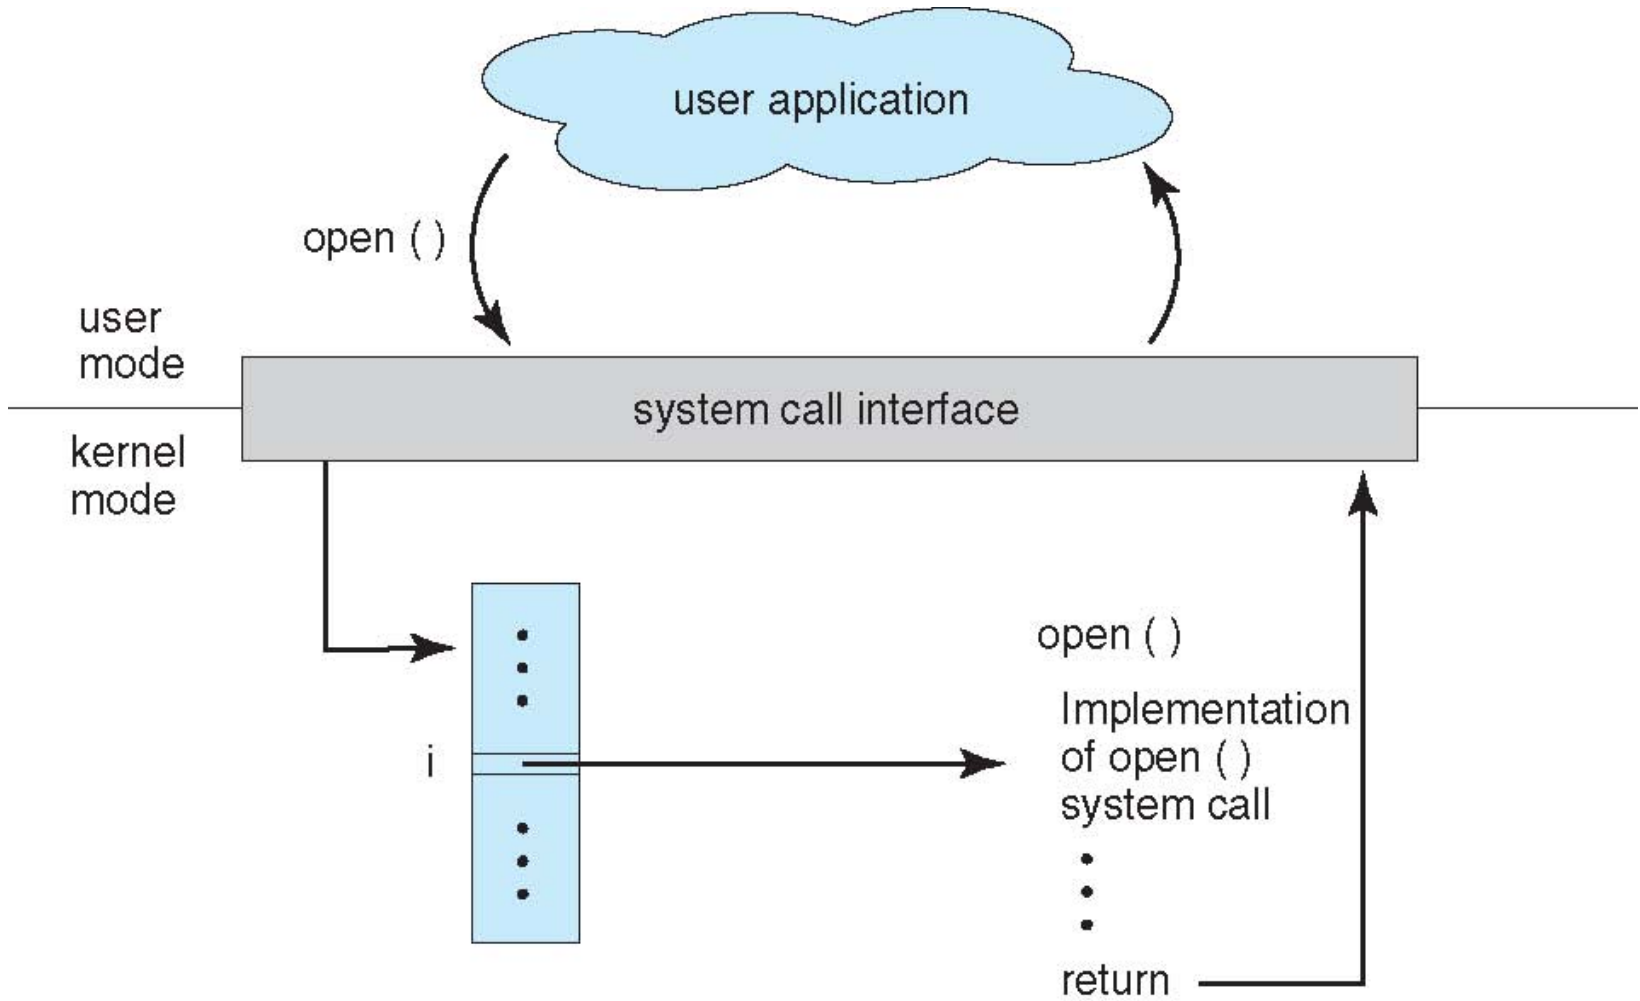 user application
open ( )
user
mode
system call interface
kernel
mode
open ( )
i
Implementation
of open ( )
system call
return